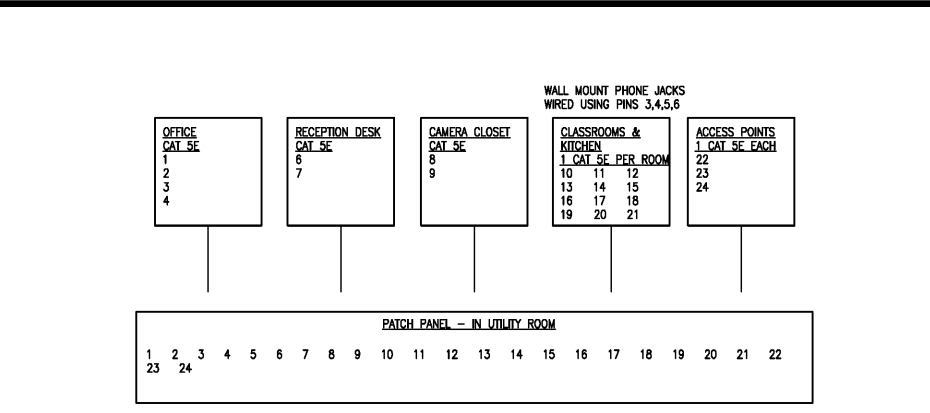 WALL MOUNT PHONE JACKS
WIRED USING PINS 3,4,5,6
OFFICE
CAT 5E
1
2
3
4
RECEPTION DESK
CAT 5E
6
7
CAMERA CLOSET
CAT 5E
8
9
CLASSROOMS &
KITCHEN
1 CAT 5E PER ROOM
10 11 12
13 14 15
16 17 18
19 20 21
ACCESS POINTS
1 CAT 5E EACH
22
23
24
PATCH PANEL – IN UTILITY ROOM
1 2 3 4 5 6 7 8 9 10 11 12 13 14 15 16 17 18 19 20 21 22
23 24